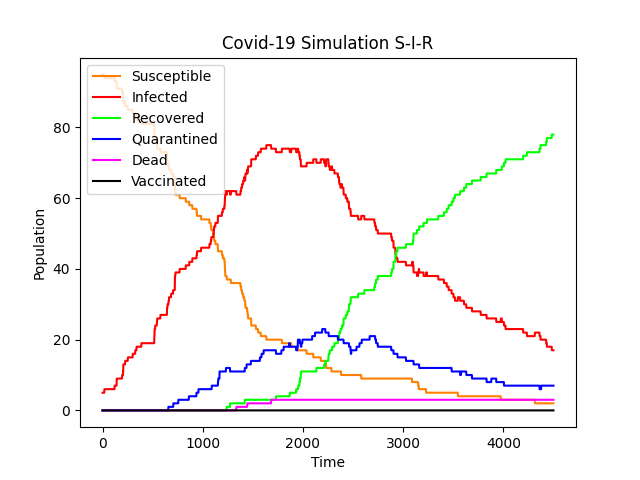 Covid-19 Simulation S-I-R
Susceptible
Infected
Recovered
Quarantined
Dead
Vaccinated
80
60
40
20
0
Population
0 1000 2000 3000 4000
Time